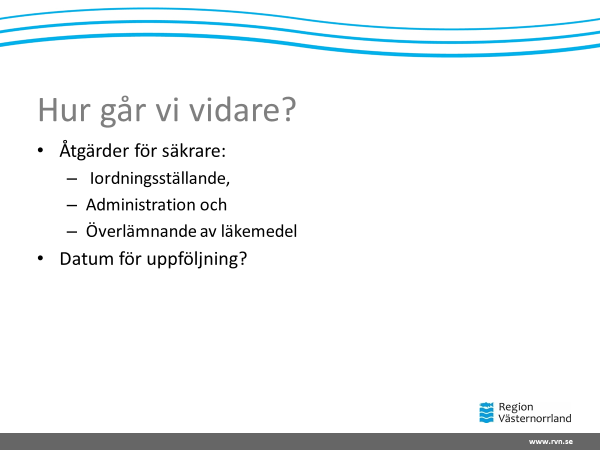 Hur går vi vidare?
• Åtgärder för säkrare:
– Iordningsställande,
– Administration och
– Överlämnande av läkemedel
• Datum för uppföljning?
Region
Västernorrland
www.rvn.se